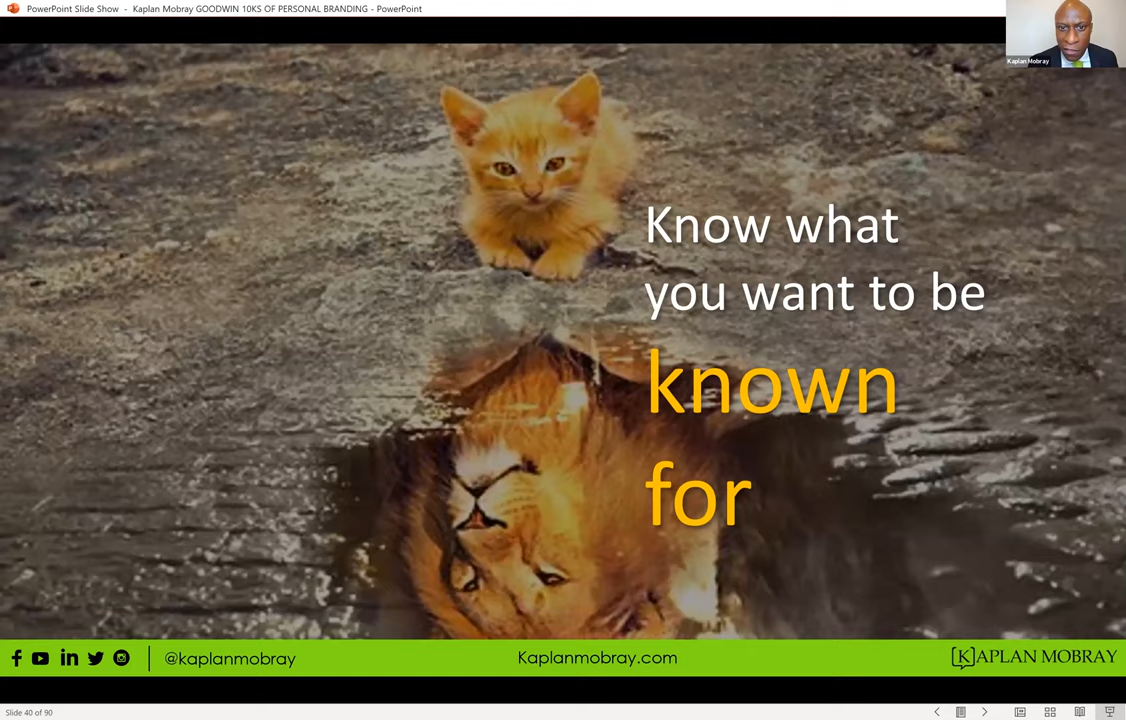 PowerPoint Slide Show - Kaplan Mobray GOODWIN 10KS OF PERSONAL BRANDING - PowerPoint
Kaplan Mobray
Know what
you want to be
known
for
@kaplanmobray
Kaplanmobray.com
[K]APLAN MOBRAY
Slide 40 of 90